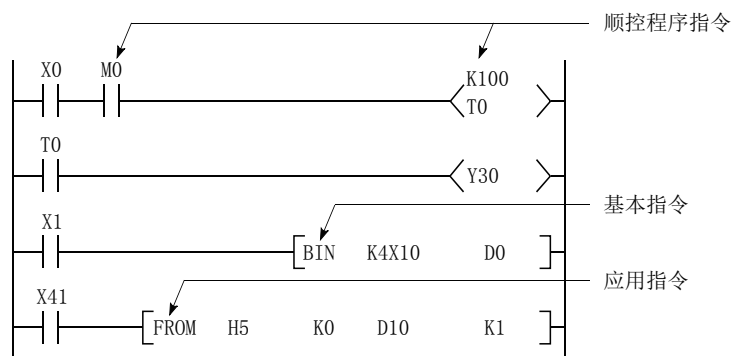 顺控程序指令
X0 M0 K100
T0
T0 Y30
基本指令
X1 BIN K4X10 D0
应用指令
X41 FROM H5 K0 D10 K1